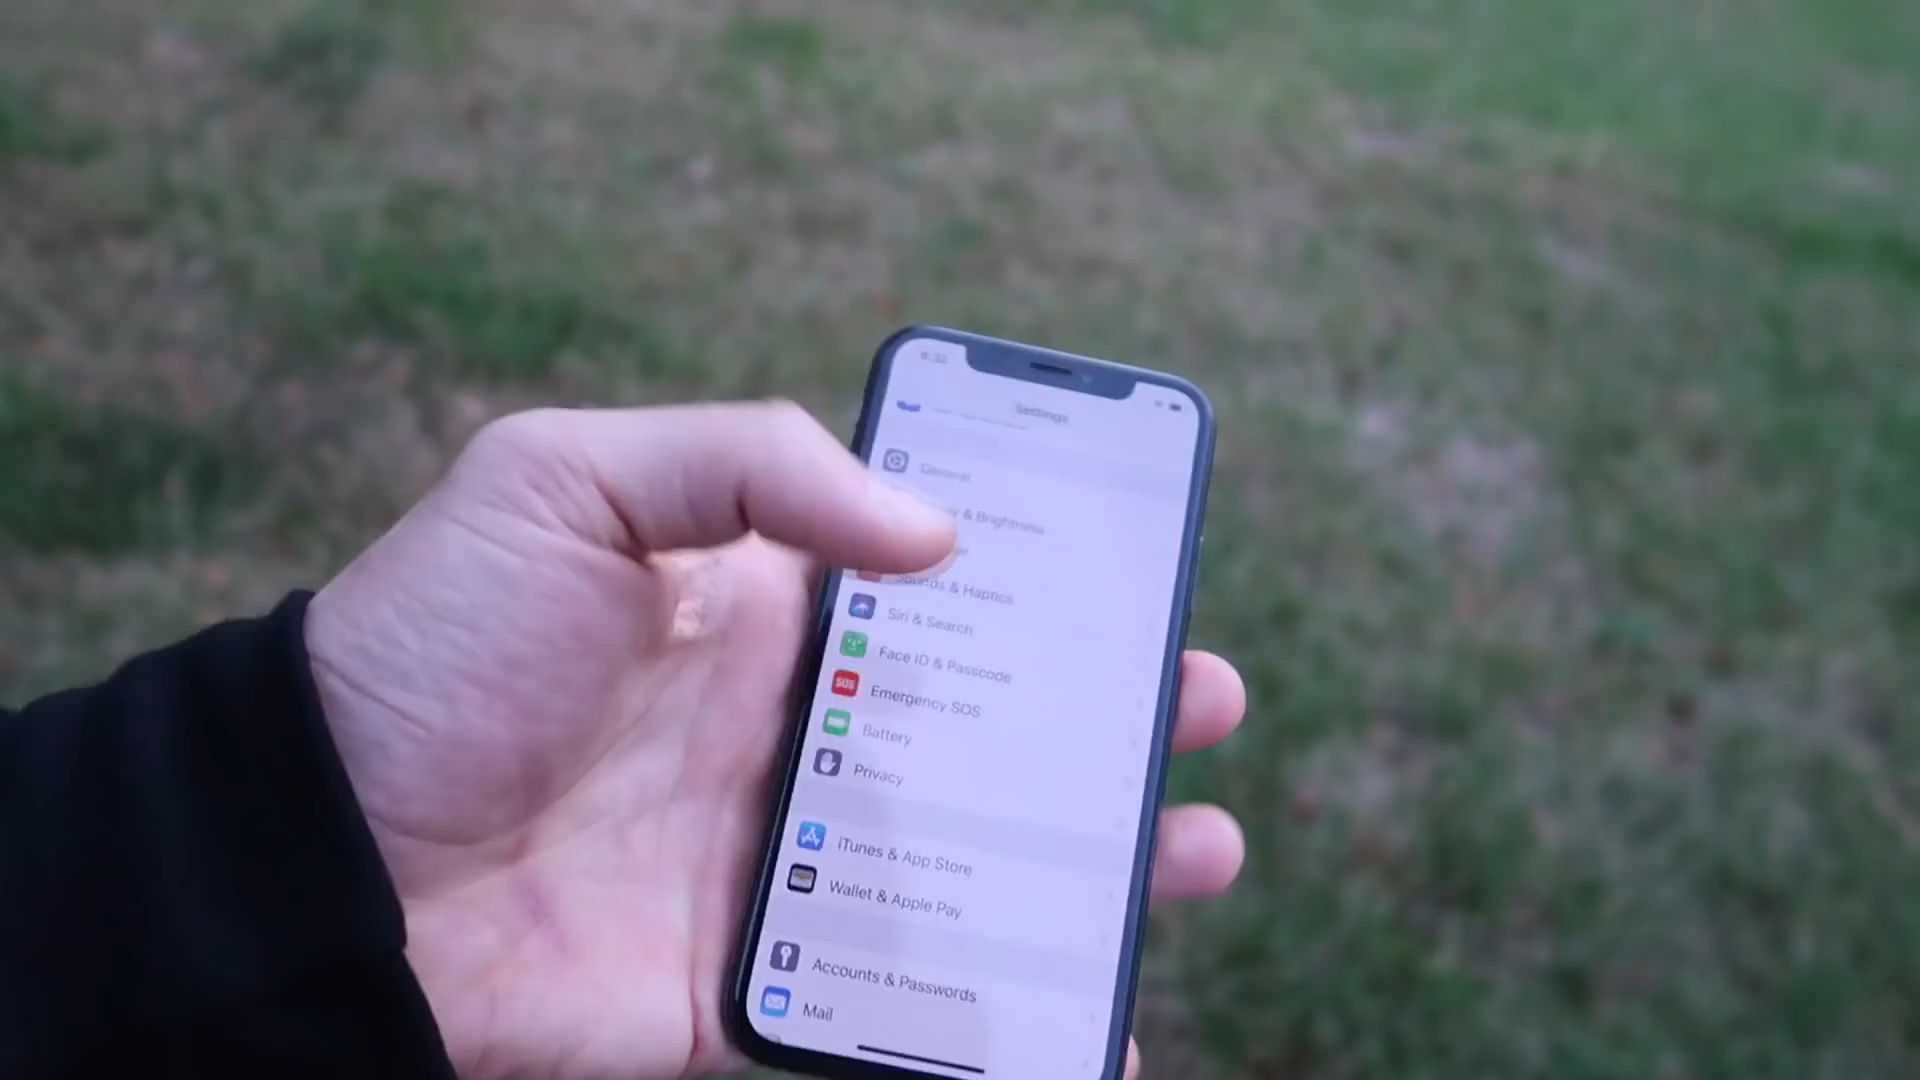 Settings
General
& Brightness
Sounds & Haptics
Siri & Search
Face ID & Passcode
SOS
Emergency SOS
Battery
Privacy
iTunes & App Store
Wallet & Apple Pay
Accounts & Passwords
Mail